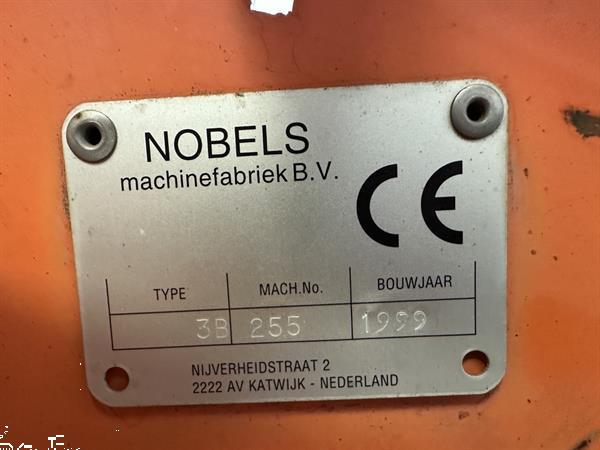 NOBELS
machinefabriek B.V.
CE
TYPE MACH.No. BOUWJAAR
3B 255 1999
NIJVERHEIDSTRAAT 2
2222 AV KATWIJK - NEDERLAND